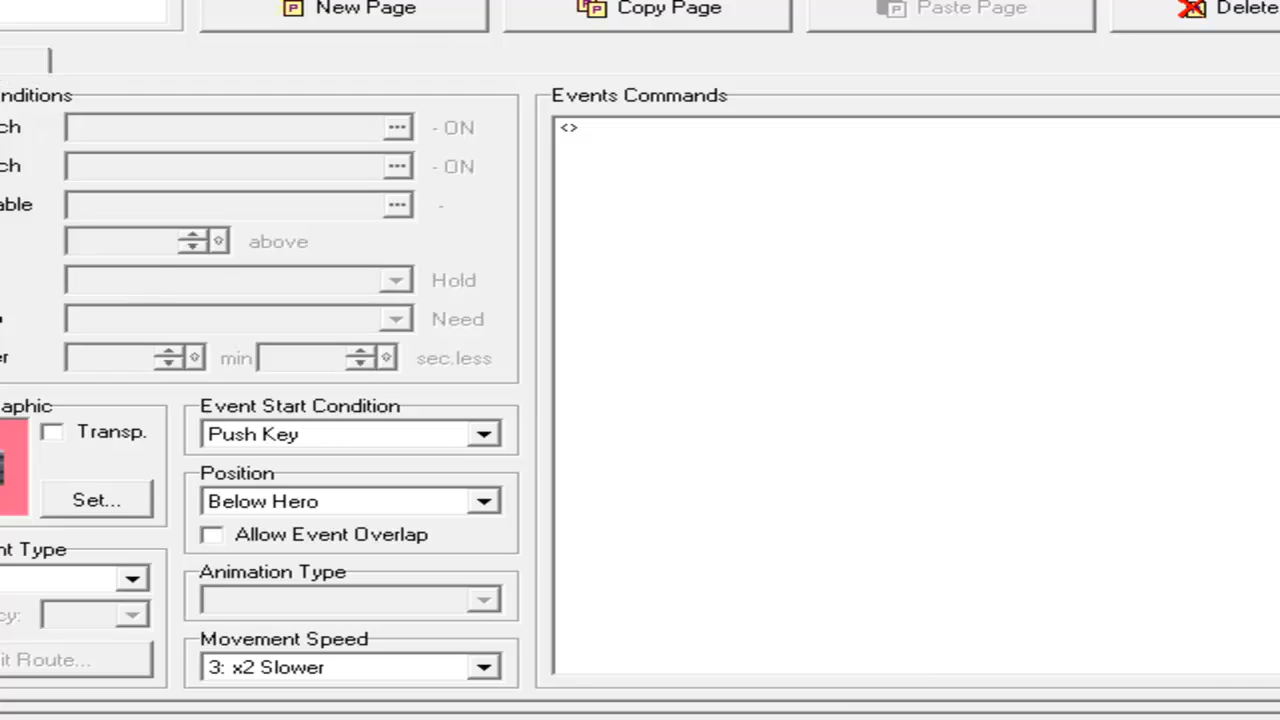 New Page Copy Page Paste Page Delete
nditions
Events Commands
ch ... - ON
<>
ch ... - ON
able ... -
above
Hold
Need
er min sec.less
aphic
Transp.
Set...
Event Start Condition
Push Key
Position
Below Hero
Allow Event Overlap
nt Type
cy:
it Route...
Animation Type
Movement Speed
3: x2 Slower